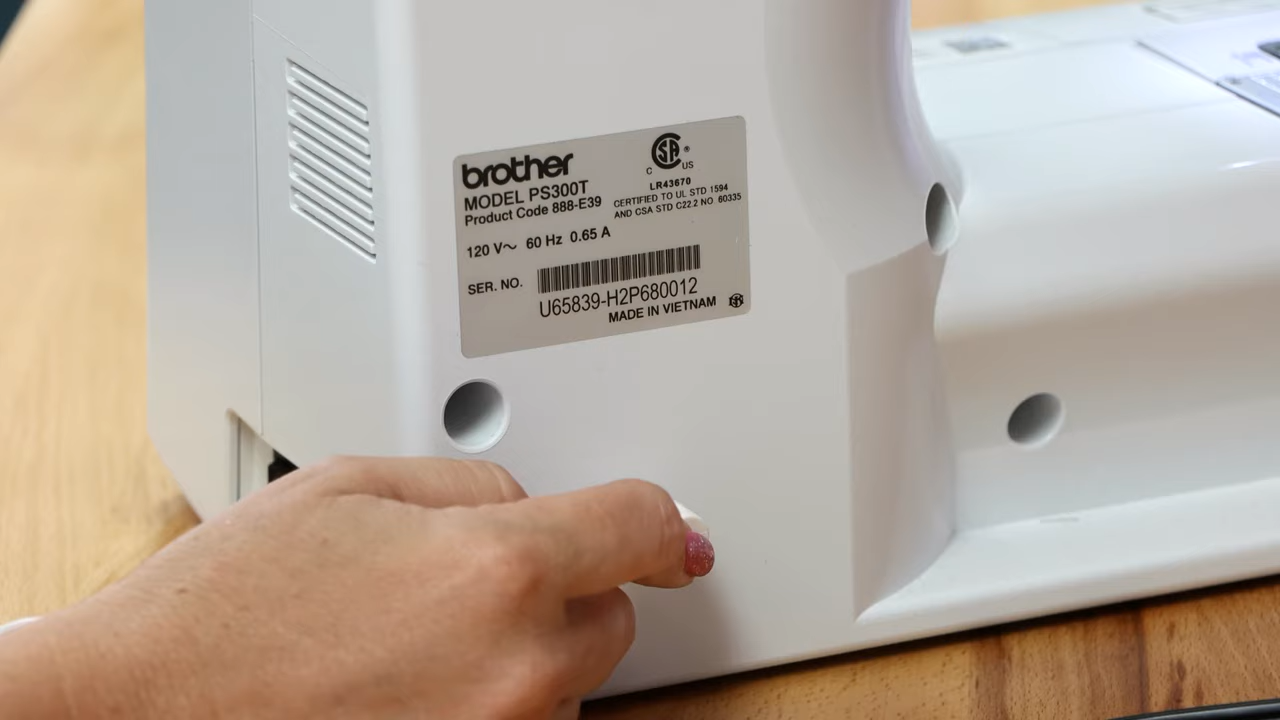 brother
MODEL PS300T
Product Code 888-E39
CSA ®
C US
LR43670
CERTIFIED TO UL STD 1594
AND CSA STD C22.2 NO 60335
120 V~ 60 Hz 0.65 A
SER. NO.
U65839-H2P680012
MADE IN VIETNAM